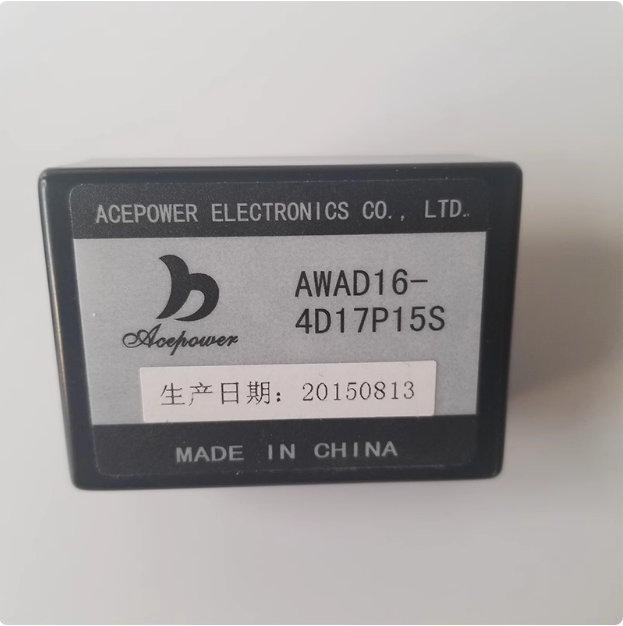 ACEPOWER ELECTRONICS CO., LTD.
Acepower
AWAD16-
4D17P15S
生产日期：20150813
MADE IN CHINA